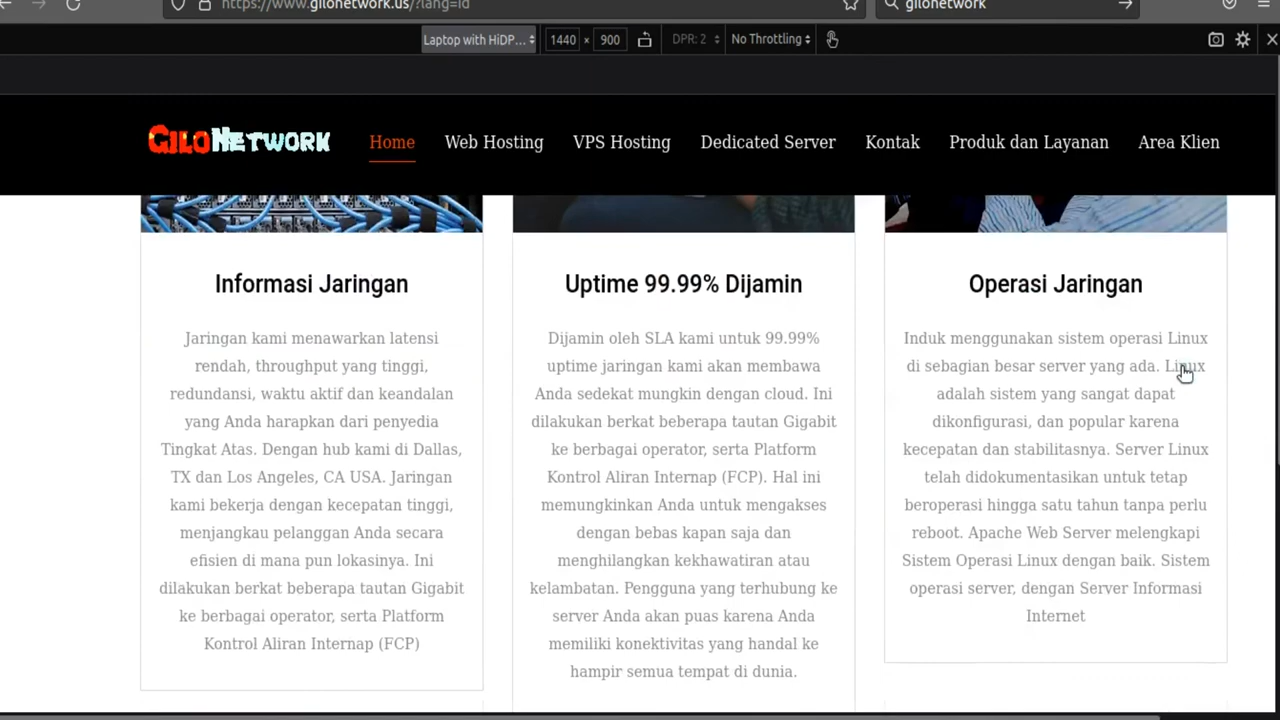 https://www.gilonetwork.us/?lang=id
gilonetwork
Laptop with HiDP...
1440 × 900
DPR: 2
No Throttling
GILONETWORK
Home
Web Hosting
VPS Hosting
Dedicated Server
Kontak
Produk dan Layanan
Area Klien
Informasi Jaringan
Jaringan kami menawarkan latensi
rendah, throughput yang tinggi,
redundansi, waktu aktif dan keandalan
yang Anda harapkan dari penyedia
Tingkat Atas. Dengan hub kami di Dallas,
TX dan Los Angeles, CA USA. Jaringan
kami bekerja dengan kecepatan tinggi,
menjangkau pelanggan Anda secara
efisien di mana pun lokasinya. Ini
dilakukan berkat beberapa tautan Gigabit
ke berbagai operator, serta Platform
Kontrol Aliran Internap (FCP)
Uptime 99.99% Dijamin
Dijamin oleh SLA kami untuk 99.99%
uptime jaringan kami akan membawa
Anda sedekat mungkin dengan cloud. Ini
dilakukan berkat beberapa tautan Gigabit
ke berbagai operator, serta Platform
Kontrol Aliran Internap (FCP). Hal ini
memungkinkan Anda untuk mengakses
dengan bebas kapan saja dan
menghilangkan kekhawatiran atau
kelambatan. Pengguna yang terhubung ke
server Anda akan puas karena Anda
memiliki konektivitas yang handal ke
hampir semua tempat di dunia.
Operasi Jaringan
Induk menggunakan sistem operasi Linux
di sebagian besar server yang ada. Linux
adalah sistem yang sangat dapat
dikonfigurasi, dan popular karena
kecepatan dan stabilitasnya. Server Linux
telah didokumentasikan untuk tetap
beroperasi hingga satu tahun tanpa perlu
reboot. Apache Web Server melengkapi
Sistem Operasi Linux dengan baik. Sistem
operasi server, dengan Server Informasi
Internet